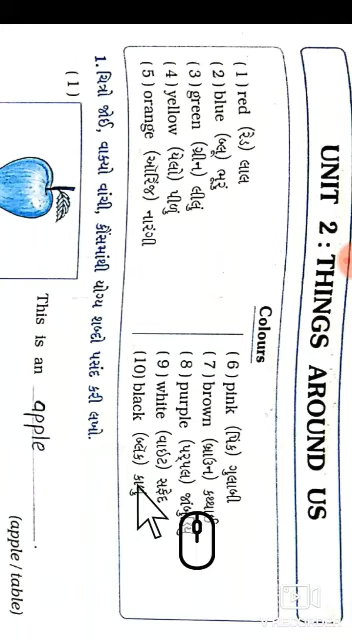 UNIT 2 : THINGS AROUND US
Colours
(1) red (રેડ) લાલ
(2) blue (બ્લૂ) ભૂરું
(3) green (ગ્રીન) લીલું
(4) yellow (યેલો) પીળું
(5) orange (ઓરિંજ) નારંગી
(6) pink (પિંક) ગુલાબી
(7) brown (બ્રાઉન) કથ્થાઈ
(8) purple (પર્પલ)
(9) white (વાઇટ) સફેદ
(10) black (બ્લૅક) કાળું
1. ચિત્રો જોઈ, વાક્યો વાંચી, કૌંસમાંથી યોગ્ય શબ્દો પસંદ કરી લખો.
(1)
This is an apple.
(apple / table)